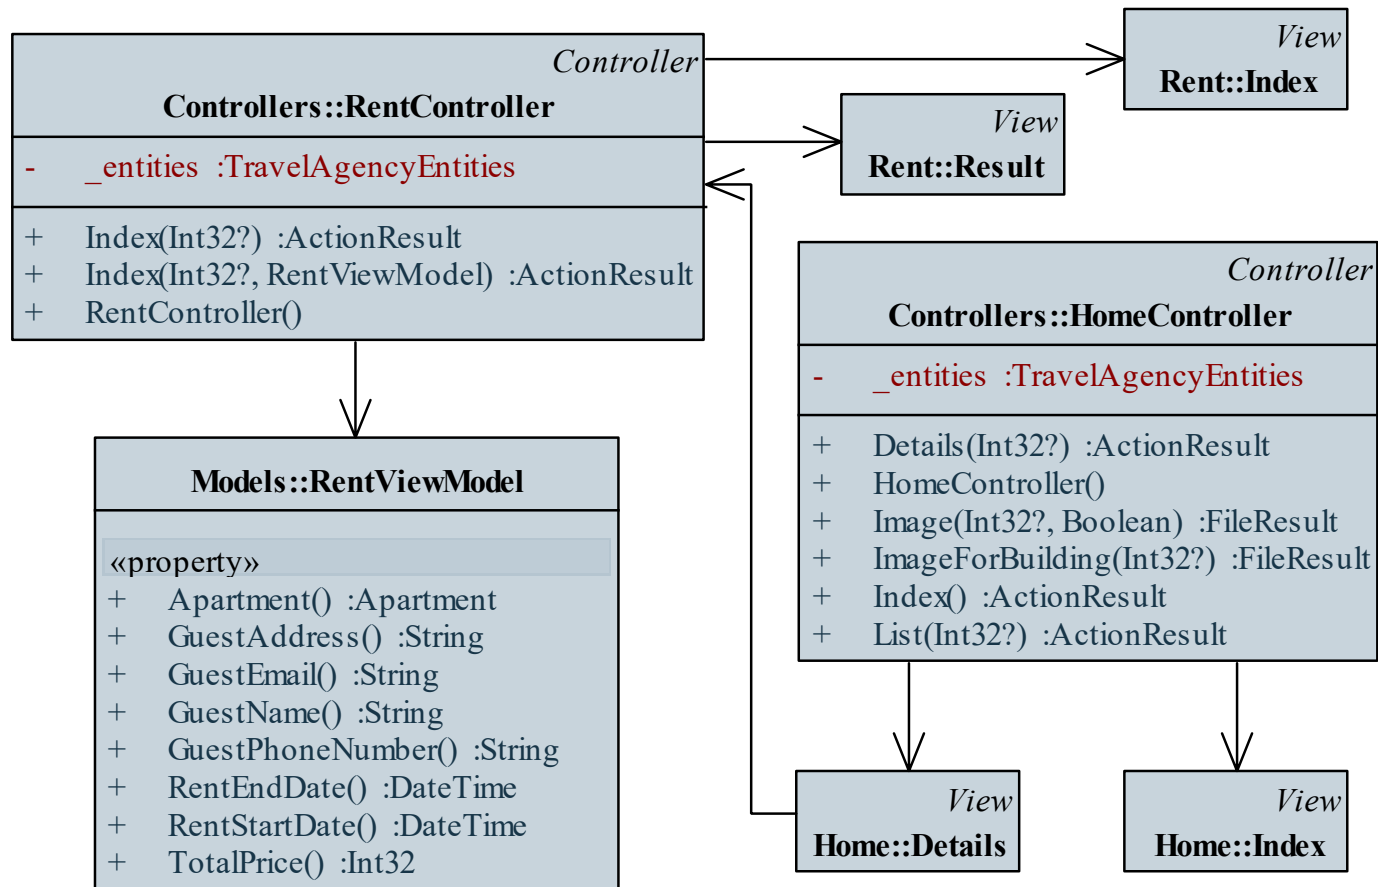 Controller
Controllers::RentController
- _entities :TravelAgencyEntities
+ Index(Int32?) :ActionResult
+ Index(Int32?, RentViewModel) :ActionResult
+ RentController()
View
Rent::Index
View
Rent::Result
Controller
Controllers::HomeController
- _entities :TravelAgencyEntities
+ Details(Int32?) :ActionResult
+ HomeController()
+ Image(Int32?, Boolean) :FileResult
+ ImageForBuilding(Int32?) :FileResult
+ Index() :ActionResult
+ List(Int32?) :ActionResult
Models::RentViewModel
«property»
+ Apartment() :Apartment
+ GuestAddress() :String
+ GuestEmail() :String
+ GuestName() :String
+ GuestPhoneNumber() :String
+ RentEndDate() :DateTime
+ RentStartDate() :DateTime
+ TotalPrice() :Int32
View
Home::Details
View
Home::Index